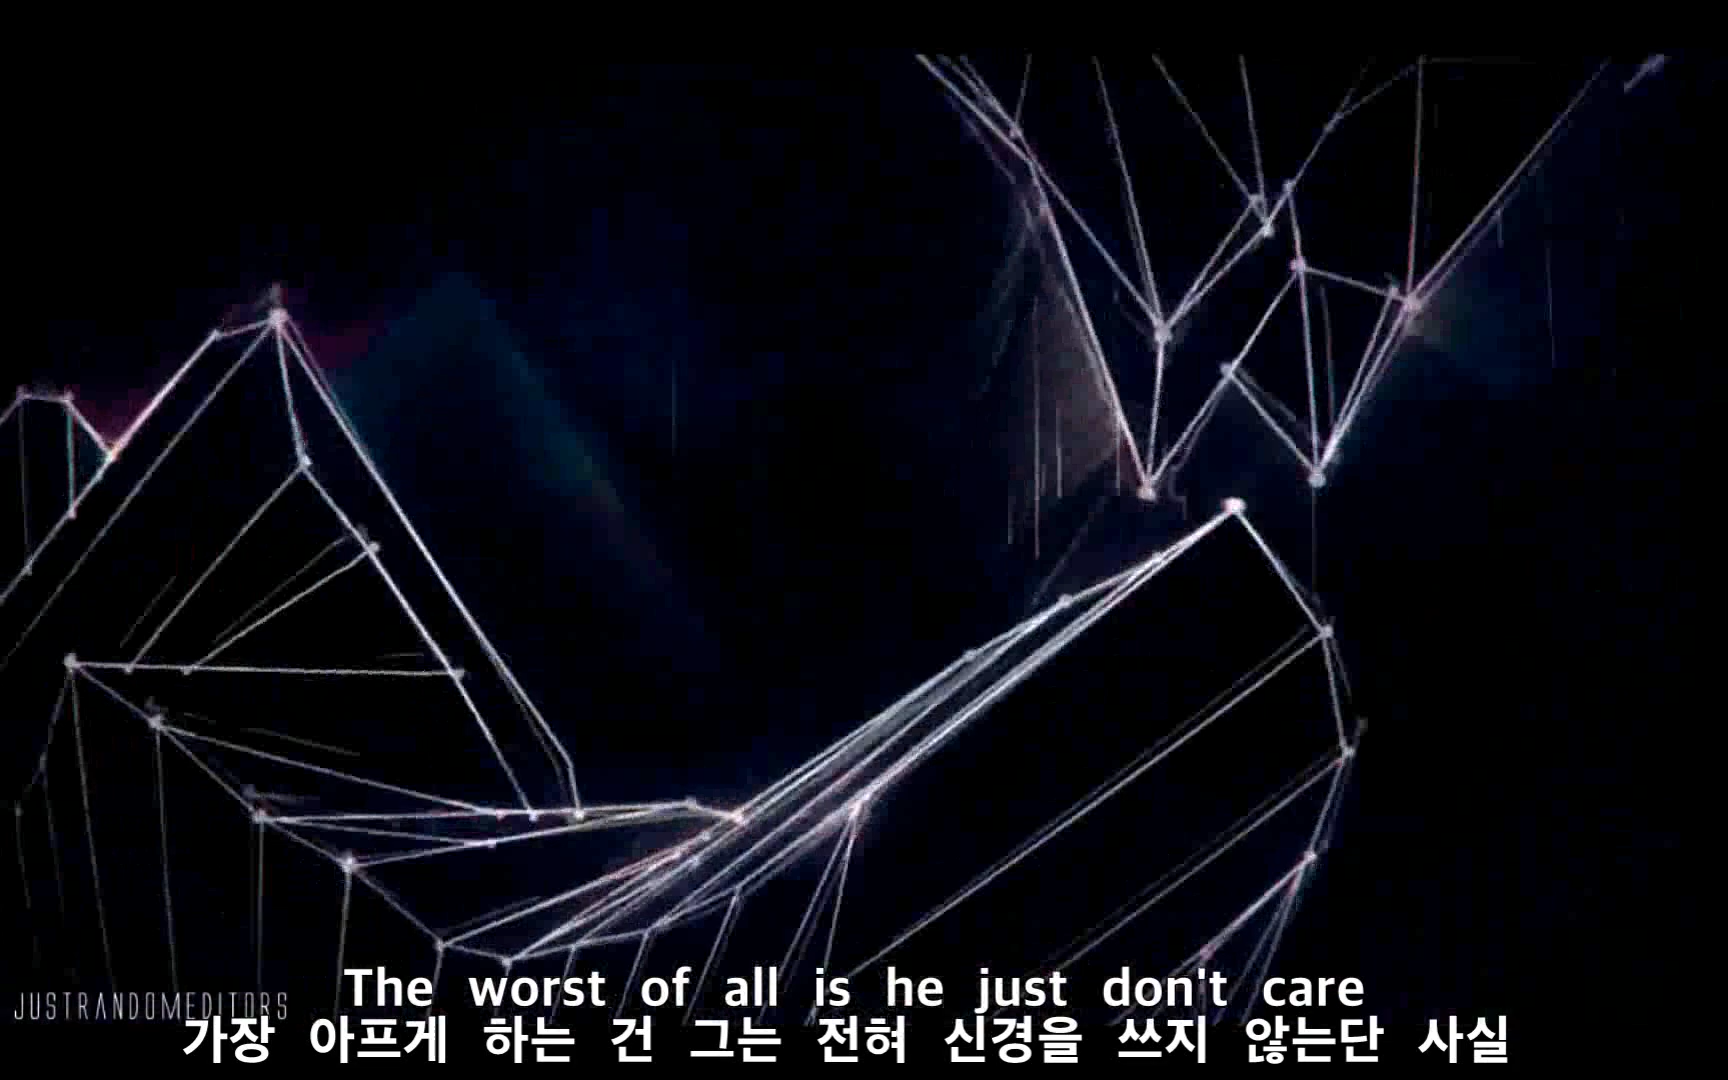 The worst of all is he just don't care
JUSTRANDOMEDITORS
가장 아프게 하는 건 그는 전혀 신경을 쓰지 않는단 사실